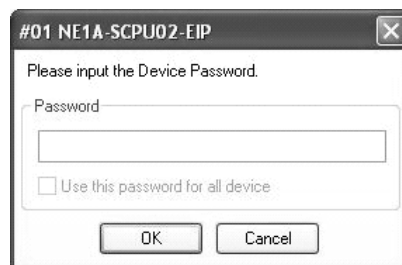 #01 NE1A-SCPU02-EIP
Please input the Device Password.
Password
Use this password for all device
OK
Cancel